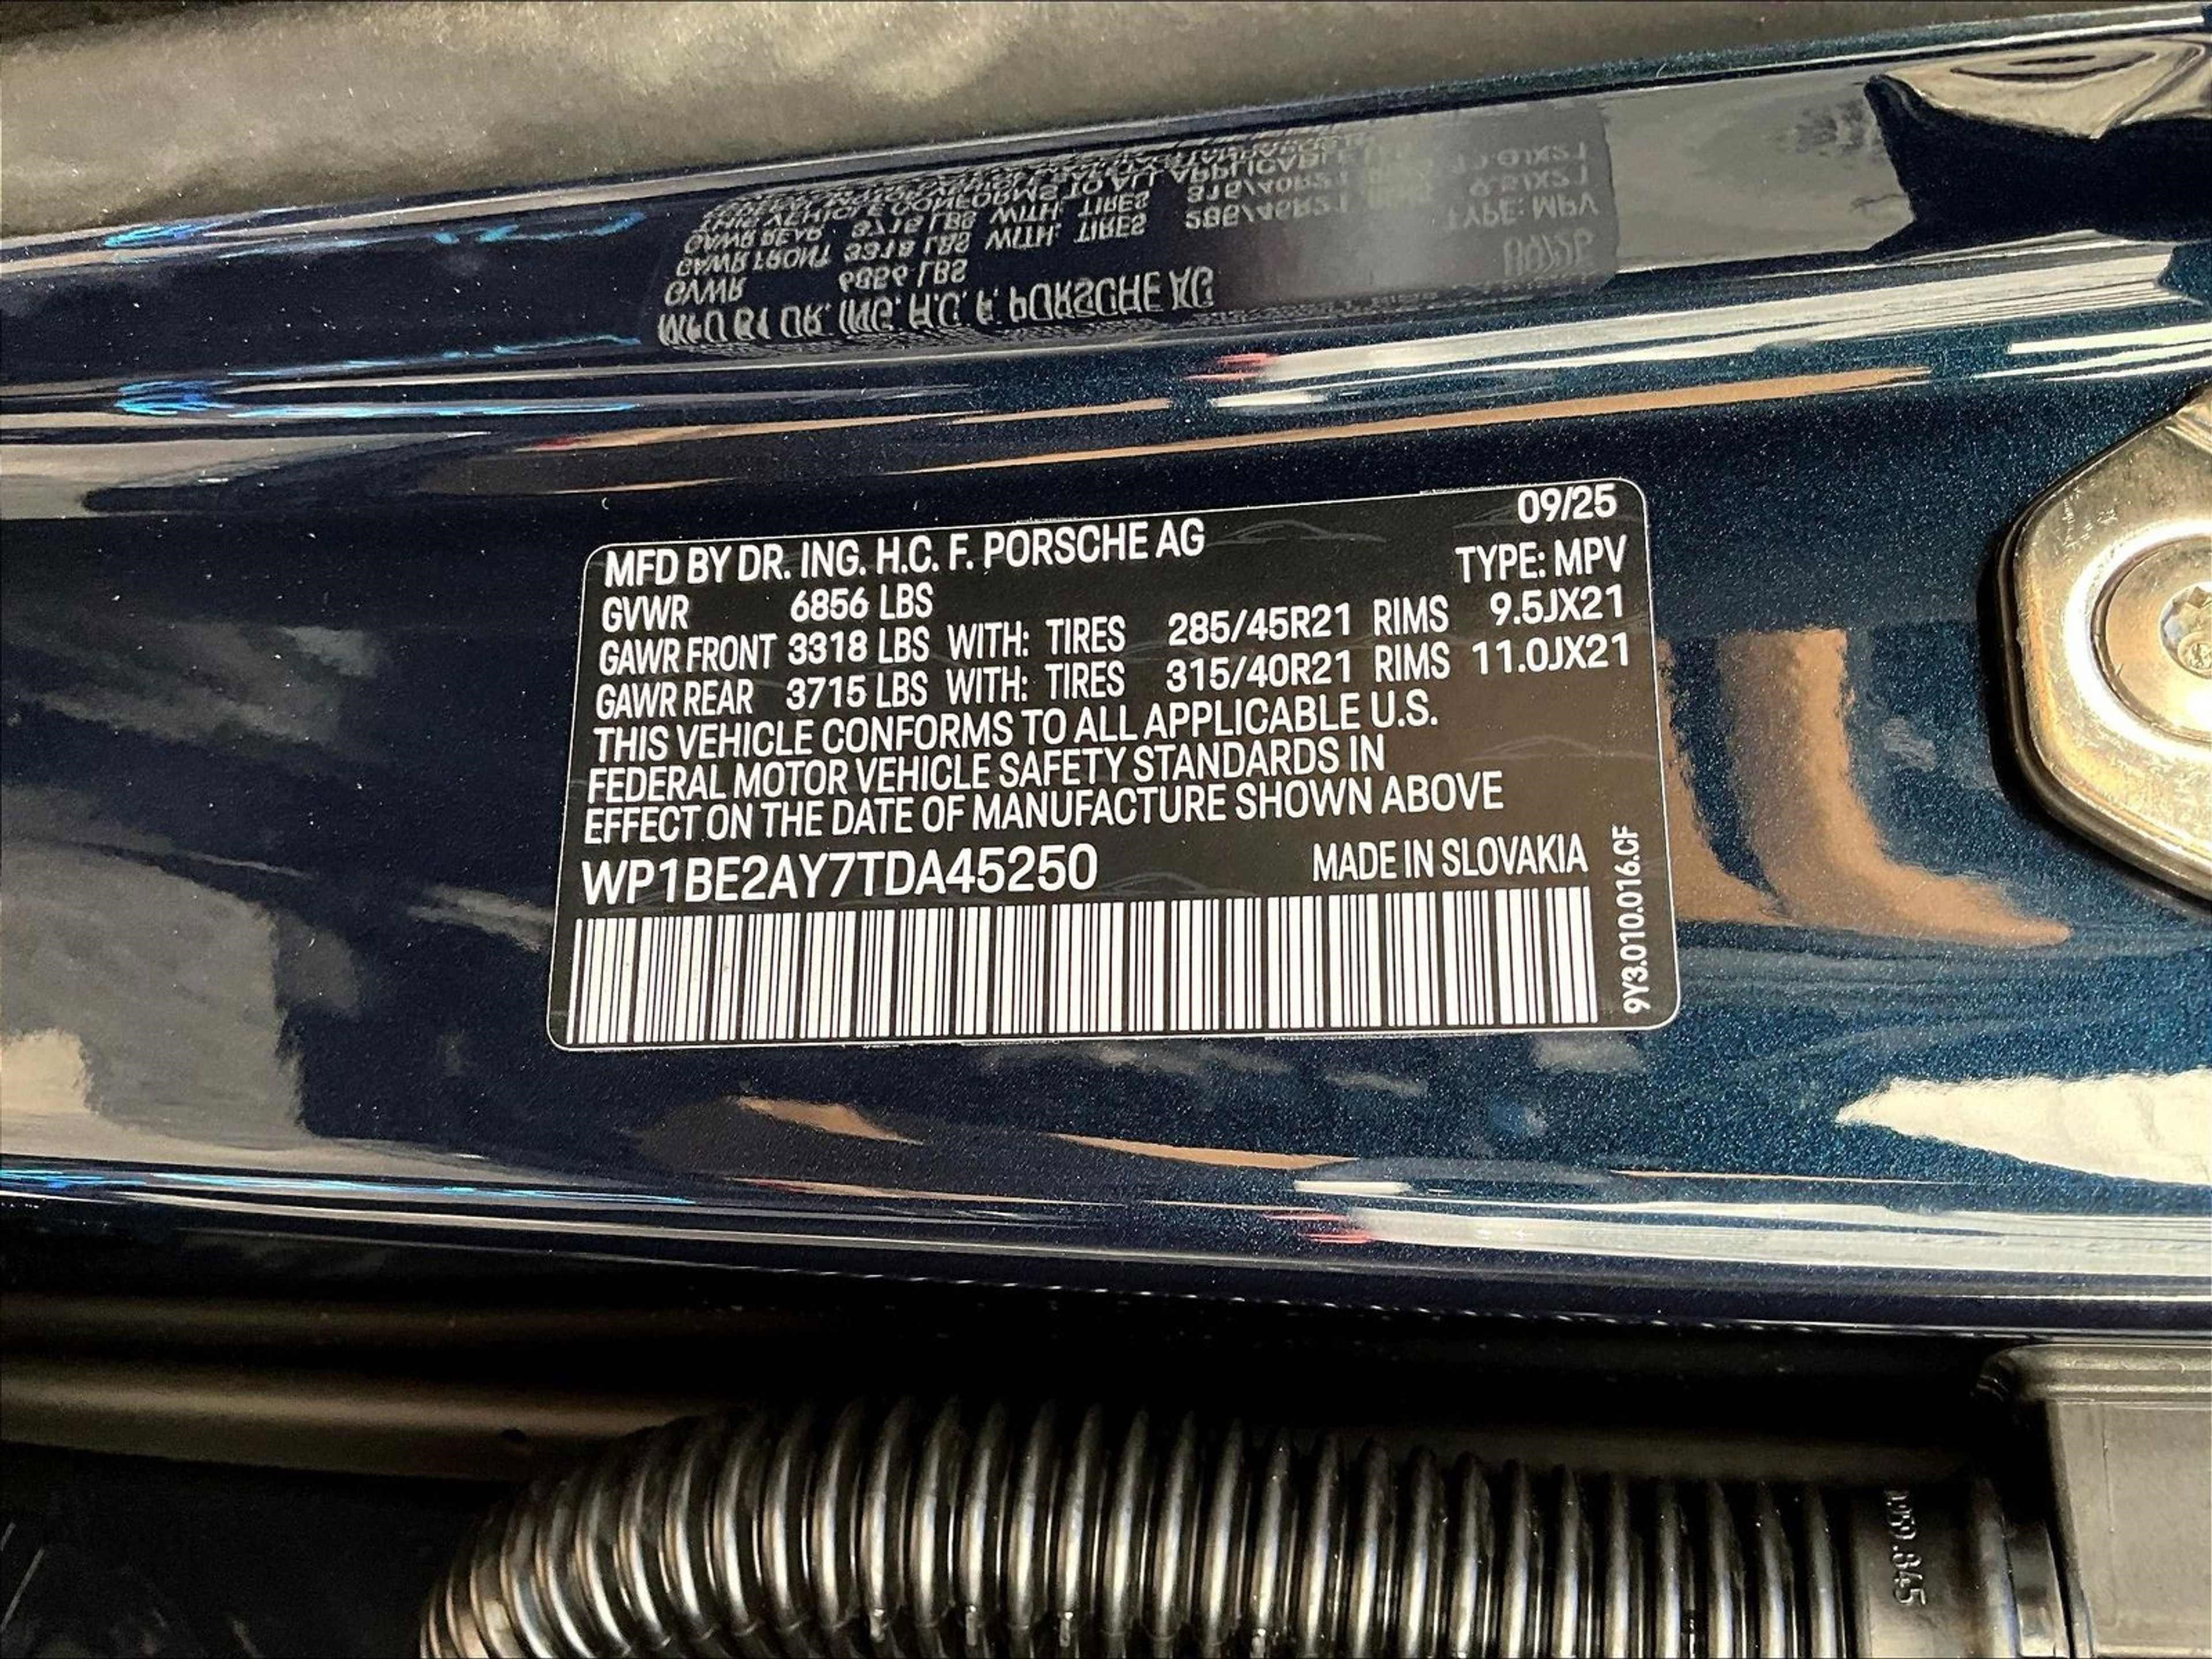 09/25
MFD BY DR. ING. H.C. F. PORSCHE AG
TYPE: MPV
GVWR 6856 LBS
GAWR FRONT 3318 LBS WITH: TIRES 285/45R21 RIMS 9.5JX21
GAWR REAR 3715 LBS WITH: TIRES 315/40R21 RIMS 11.0JX21
THIS VEHICLE CONFORMS TO ALL APPLICABLE U.S.
FEDERAL MOTOR VEHICLE SAFETY STANDARDS IN
EFFECT ON THE DATE OF MANUFACTURE SHOWN ABOVE
WP1BE2AY7TDA45250 MADE IN SLOVAKIA
9Y3.010.016.CF